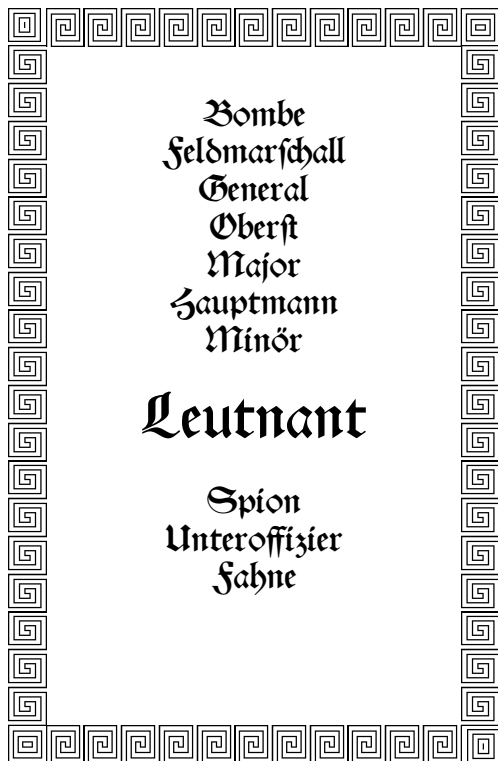 Bombe
Feldmarſchall
General
Oberſt
Major
Hauptmann
Minör
Leutnant
Spion
Unteroffizier
Fahne